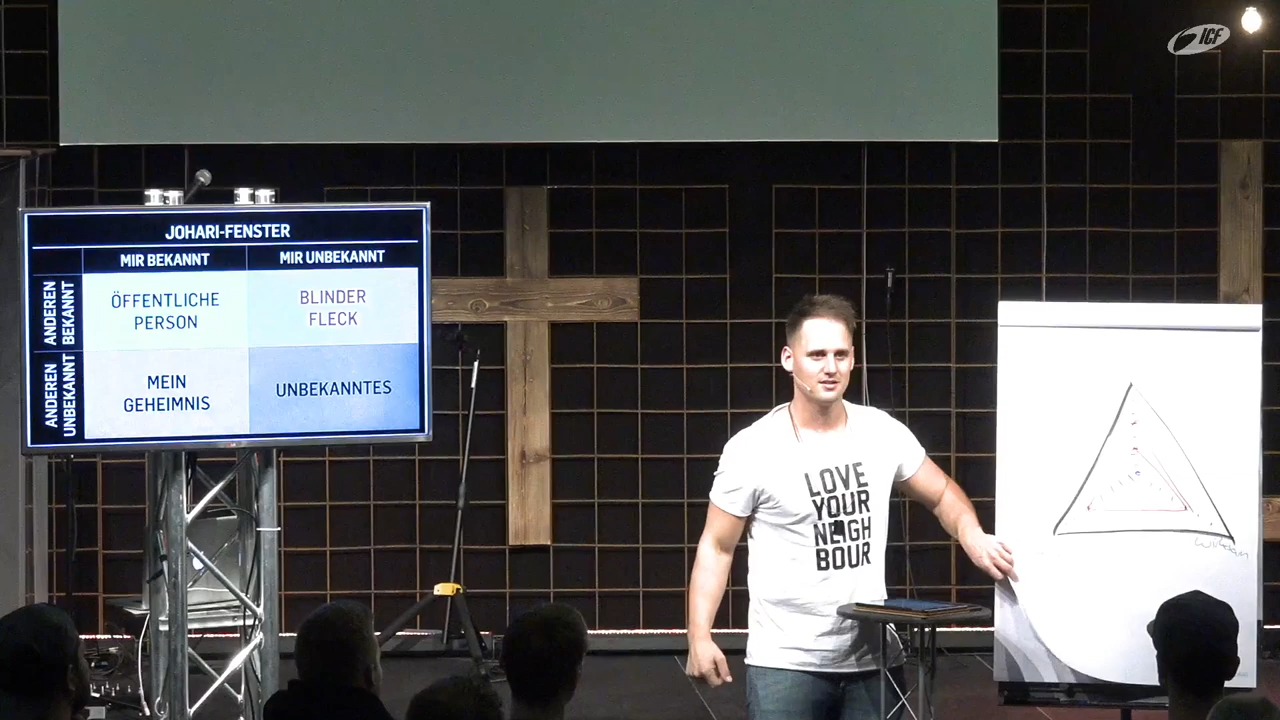 ICF
JOHARI-FENSTER
MIR BEKANNT
MIR UNBEKANNT
ANDEREN
BEKANNT
ÖFFENTLICHE
PERSON
BLINDER
FLECK
ANDEREN
UNBEKANNT
MEIN
GEHEIMNIS
UNBEKANNTES
LOVE
YOUR
NEIGH
BOUR